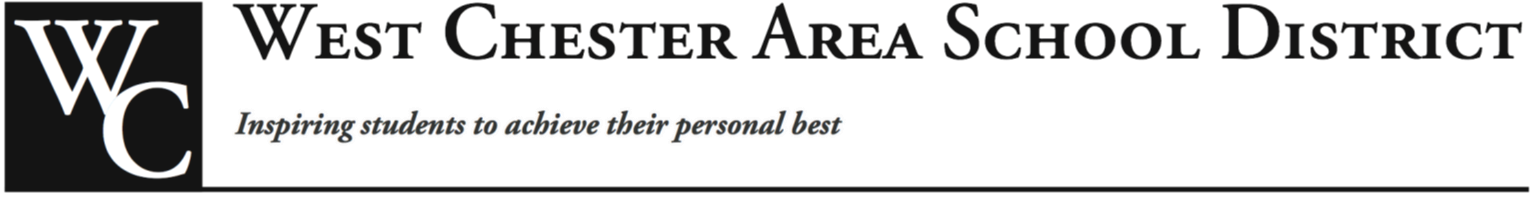 WC
WEST CHESTER AREA SCHOOL DISTRICT
Inspiring students to achieve their personal best